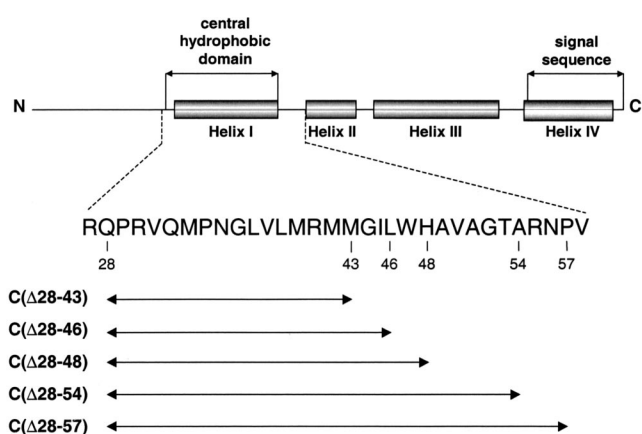 central
hydrophobic
domain
signal
sequence
N
C
Helix I
Helix II
Helix III
Helix IV
RQPRVQMPNGLVLMRMMGILWHAVAGTARNPV
28 43 46 48 54 57
C(Δ28-43)
C(Δ28-46)
C(Δ28-48)
C(Δ28-54)
C(Δ28-57)